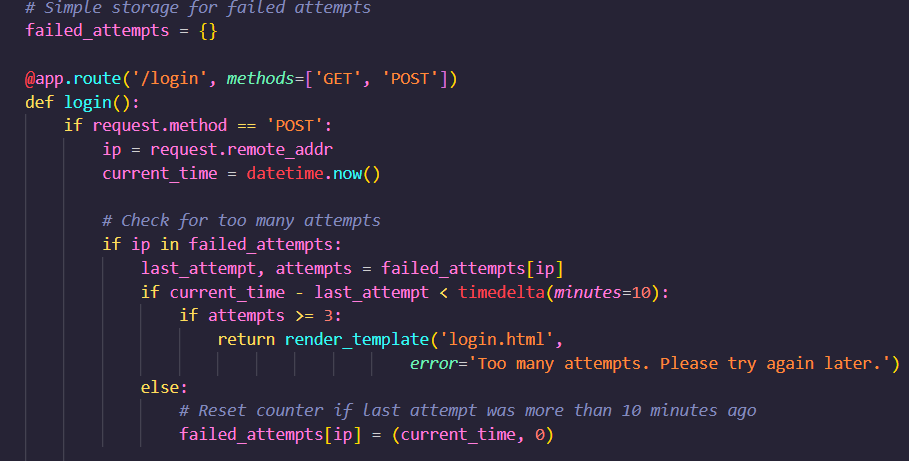 # Simple storage for failed attempts
failed_attempts = {}
@app.route('/login', methods=['GET', 'POST'])
def login():
if request.method == 'POST':
ip = request.remote_addr
current_time = datetime.now()
# Check for too many attempts
if ip in failed_attempts:
last_attempt, attempts = failed_attempts[ip]
if current_time - last_attempt < timedelta(minutes=10):
if attempts >= 3:
return render_template('login.html',
error='Too many attempts. Please try again later.')
else:
# Reset counter if last attempt was more than 10 minutes ago
failed_attempts[ip] = (current_time, 0)